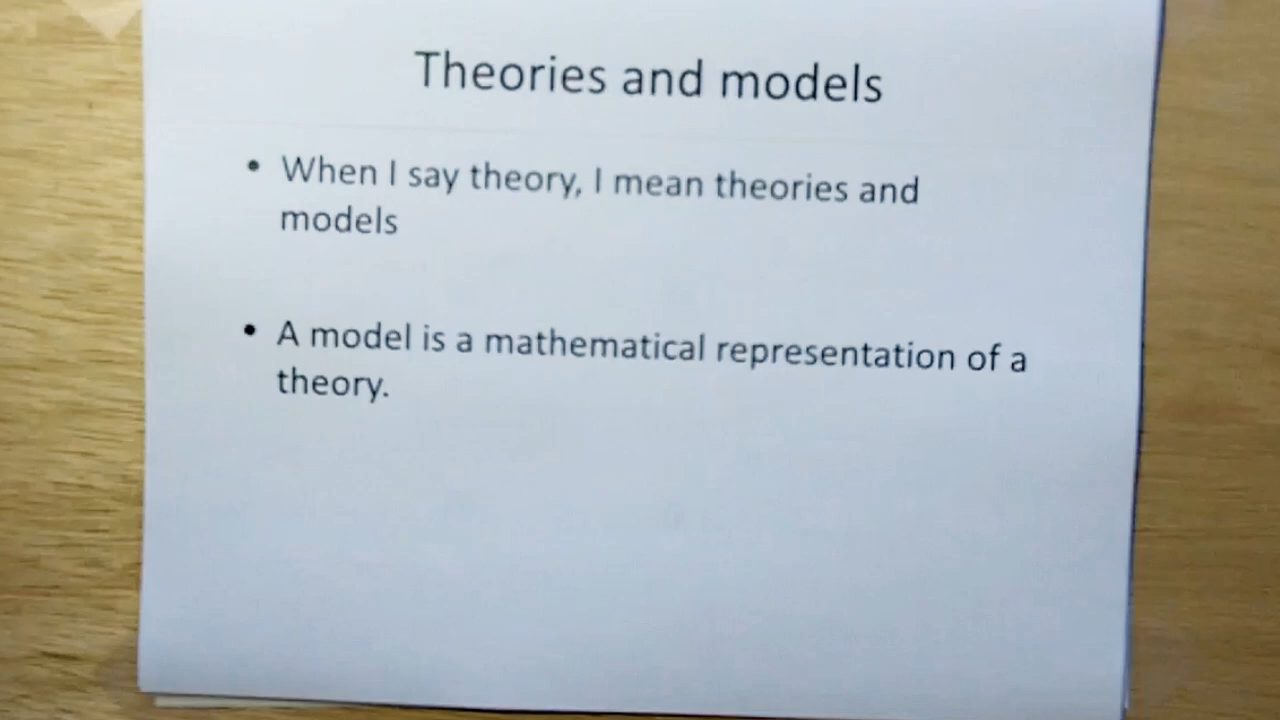 Theories and models
• When I say theory, I mean theories and
models
• A model is a mathematical representation of a
theory.